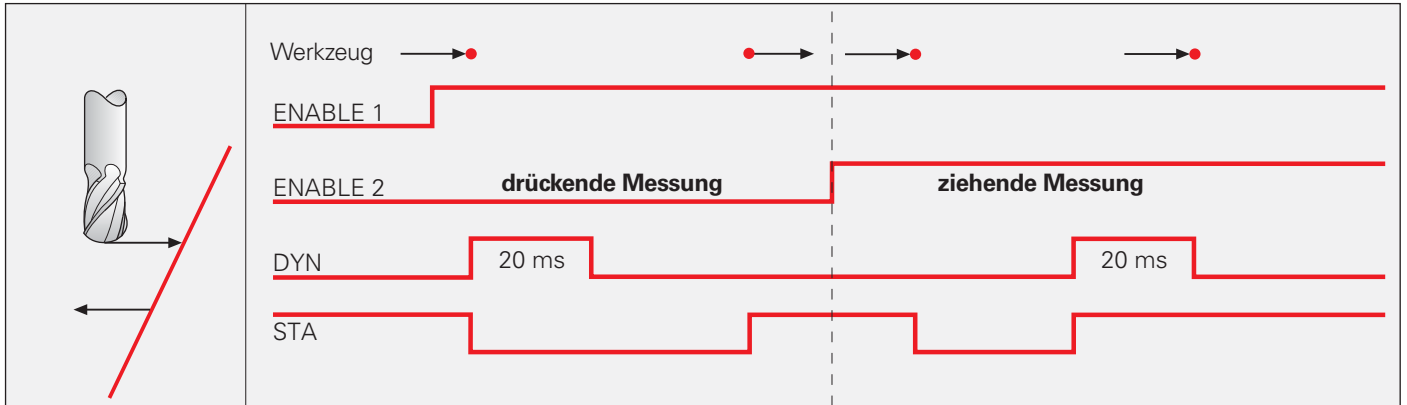 Werkzeug
ENABLE 1
ENABLE 2
drückende Messung
ziehende Messung
DYN
20 ms
20 ms
STA